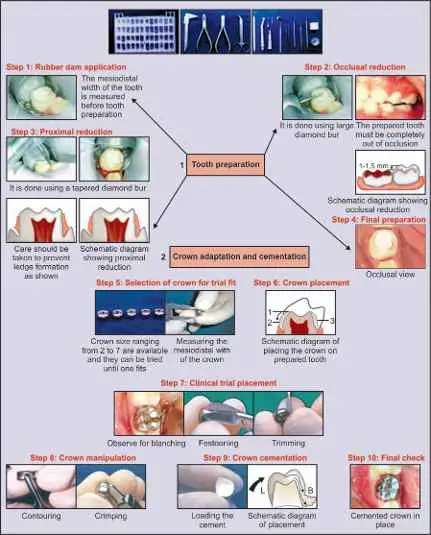 Step 1: Rubber dam application
The mesiodistal
width of the tooth
is measured
before tooth
preparation
Step 2: Occlusal reduction
It is done using large
diamond bur
The prepared tooth
must be completely
out of occlusion
Step 3: Proximal reduction
It is done using a tapered diamond bur
1 Tooth preparation
1-1.5 mm
Schematic diagram showing
occlusal reduction
Care should be
taken to prevent
ledge formation
as shown
Schematic diagram
showing proximal
reduction
Step 4: Final preparation
Occlusal view
2 Crown adaptation and cementation
Step 5: Selection of crown for trial fit
Crown size ranging
from 2 to 7 are available
and they can be tried
until one fits
Measuring the
mesiodistal with
of the crown
Step 6: Crown placement
1
2
3
Schematic diagram of
placing the crown on
prepared tooth
Step 7: Clinical trial placement
Observe for blanching
Festooning
Trimming
Step 8: Crown manipulation
Contouring
Crimping
Step 9: Crown cementation
Loading the
cement
L
B
Schematic diagram
of placement
Step 10: Final check
Cemented crown in
place